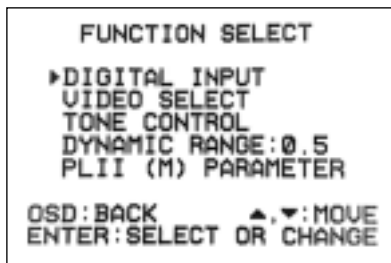 FUNCTION SELECT
▶DIGITAL INPUT
VIDEO SELECT
TONE CONTROL
DYNAMIC RANGE:0.5
PLII (M) PARAMETER
OSD:BACK ▲,▼:MOVE
ENTER:SELECT OR CHANGE